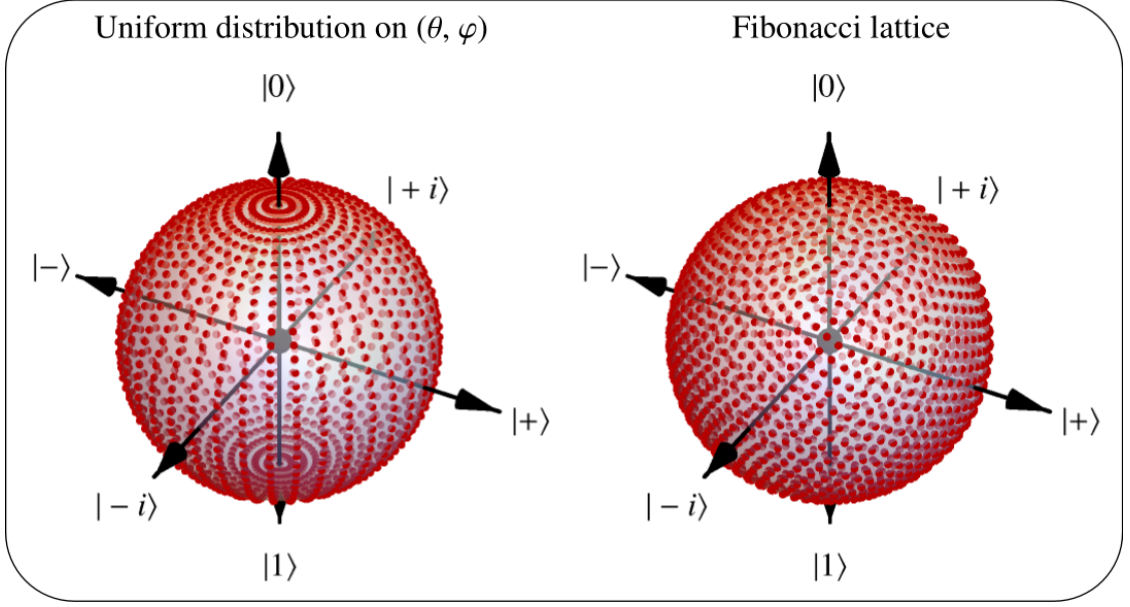 Uniform distribution on (θ, φ)
|0⟩
|+i⟩
|−⟩
|+⟩
|−i⟩
|1⟩
Fibonacci lattice
|0⟩
|+i⟩
|−⟩
|+⟩
|−i⟩
|1⟩